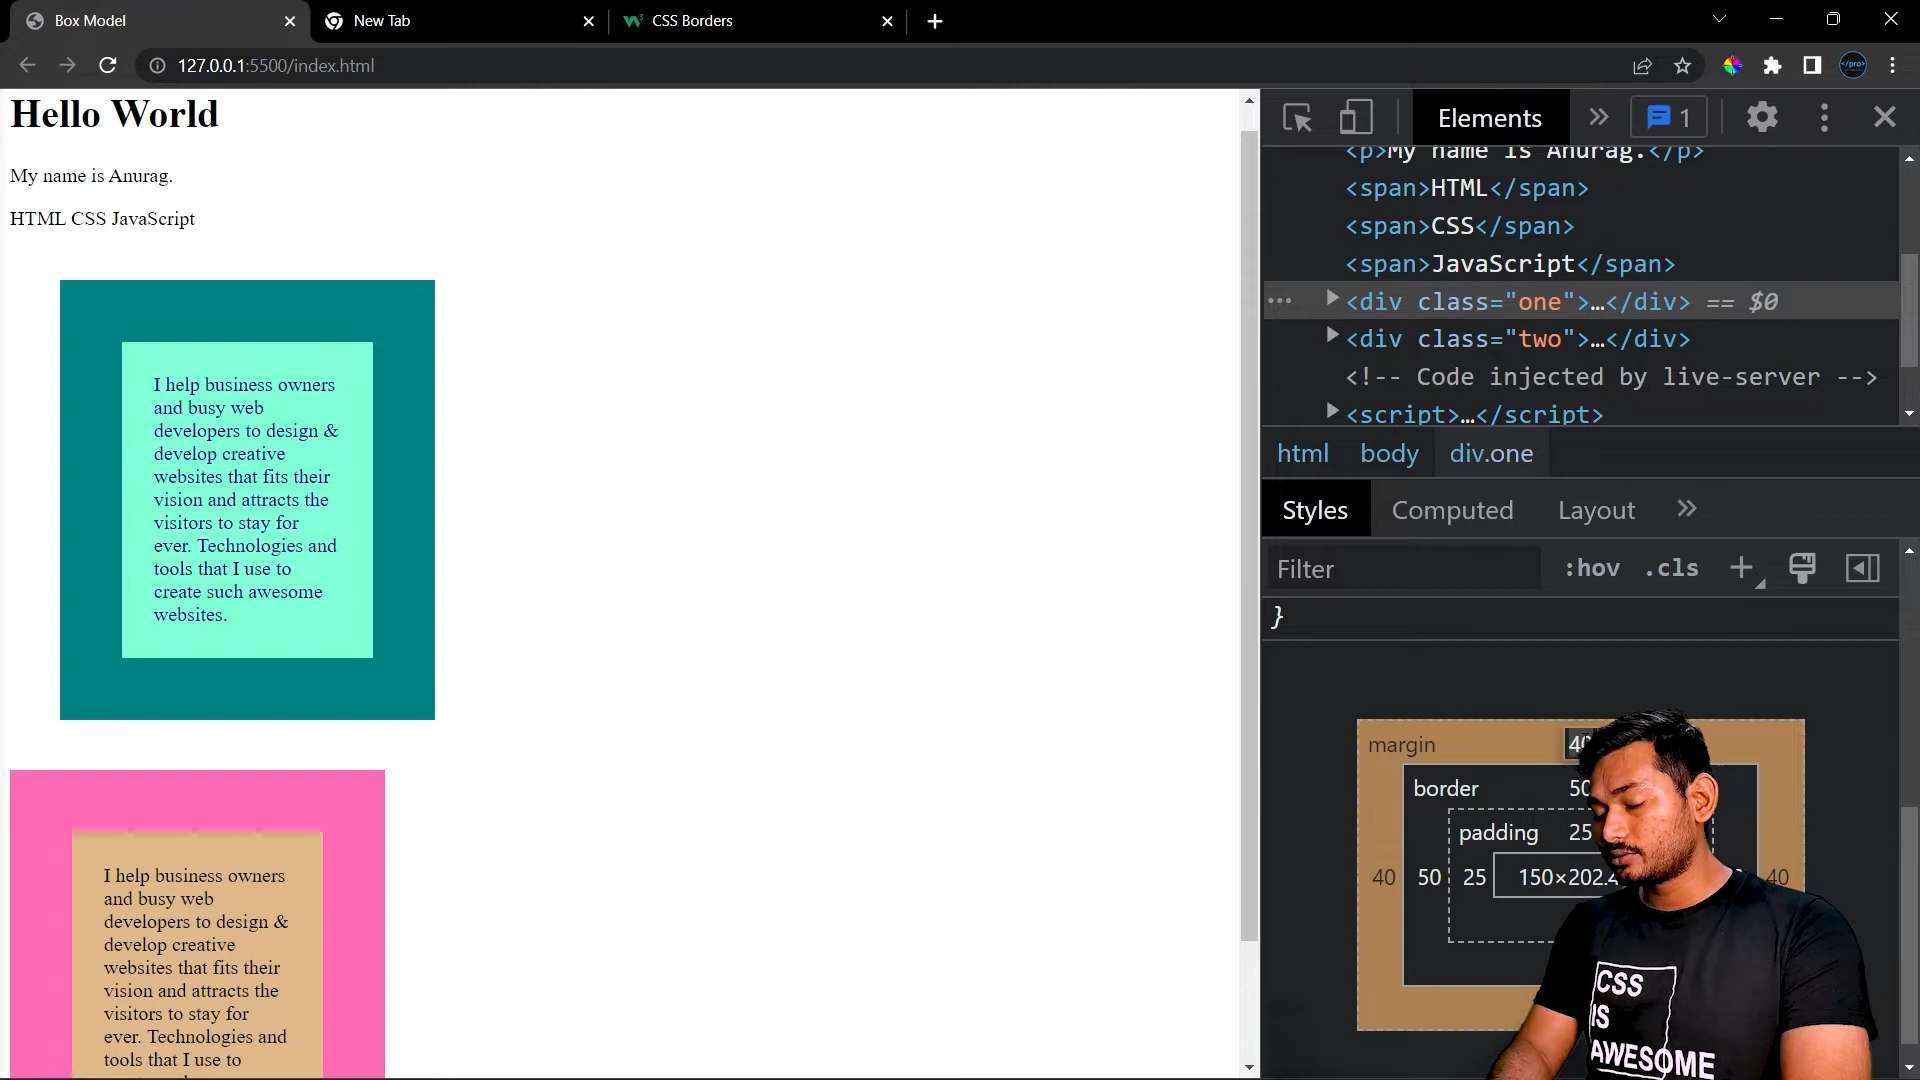 Box Model
New Tab
CSS Borders
127.0.0.1:5500/index.html
Hello World
My name is Anurag.
HTML CSS JavaScript
I help business owners
and busy web
developers to design &
develop creative
websites that fits their
vision and attracts the
visitors to stay for
ever. Technologies and
tools that I use to
create such awesome
websites.
I help business owners
and busy web
developers to design &
develop creative
websites that fits their
vision and attracts the
visitors to stay for
ever. Technologies and
tools that I use to
Elements
1
<p>My name is Anurag.</p>
<span>HTML</span>
<span>CSS</span>
<span>JavaScript</span>
<div class="one">…</div> == $0
<div class="two">…</div>
<!-- Code injected by live-server -->
<script>…</script>
html body div.one
Styles Computed Layout
Filter :hov .cls
}
margin 40
border 50
padding 25
40 50 25 150×202.4 40
CSS
IS
AWESOME